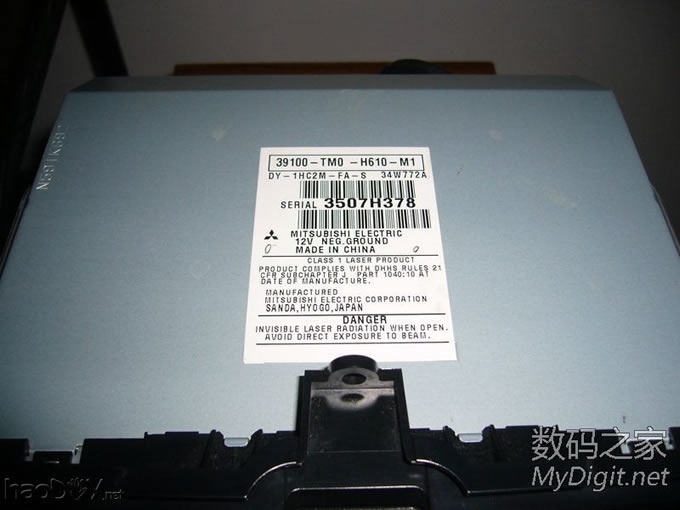 39100-TM0 -H610-M1
DY-1HC2M-FA-S 34W772A
SERIAL 3507H378
MITSUBISHI ELECTRIC
12V NEG.GROUND
MADE IN CHINA
CLASS 1 LASER PRODUCT
PRODUCT COMPLIES WITH DHHS RULES 21
CFR SUBCHAPTER J PART 1040:10 AT
DATE OF MANUFACTURE.
MANUFACTURED
MITSUBISHI ELECTRIC CORPORATION
SANDA,HYOGO,JAPAN
DANGER
INVISIBLE LASER RADIATION WHEN OPEN.
AVOID DIRECT EXPOSURE TO BEAM.
数码之家
MyDigit.net